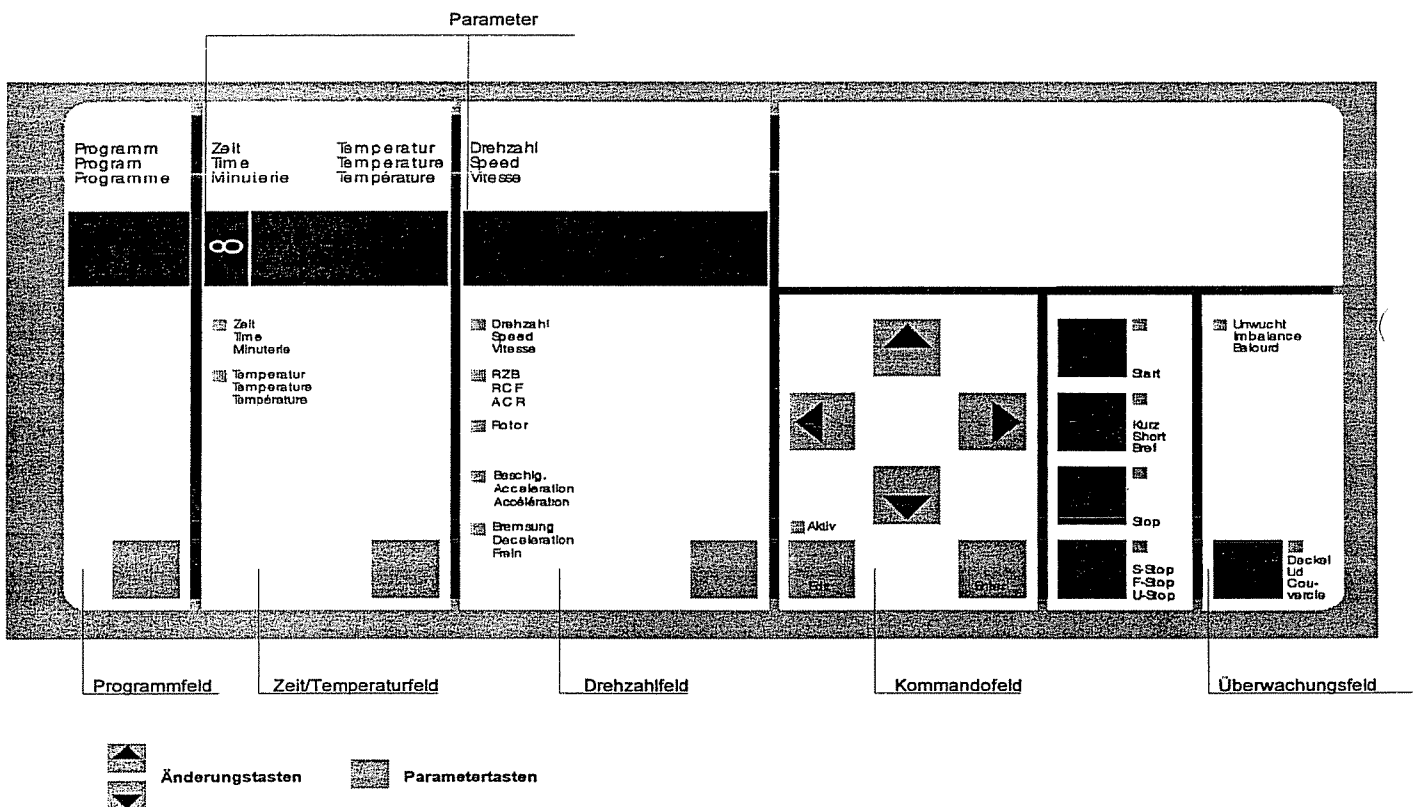 Parameter
Programm
Program
Programme
Zeit
Time
Minuterie
Temperatur
Temperature
Température
Drehzahl
Speed
Vitesse
8
Zeit
Time
Minuterie
Temperatur
Temperature
Température
Drehzahl
Speed
Vitesse
RZB
RCF
ACR
Rotor
Beschlg.
Acceleration
Accélération
Bremsung
Deceleration
Frein
Aktiv
Enter
Start
Kurz
Short
Bref
Stop
S-Stop
F-Stop
U-Stop
Unwucht
Imbalance
Balourd
Deckel
Lid
Cou-
vercle
Programmfeld
Zeit/Temperaturfeld
Drehzahlfeld
Kommandofeld
Überwachungsfeld
Änderungstasten
Parametertasten